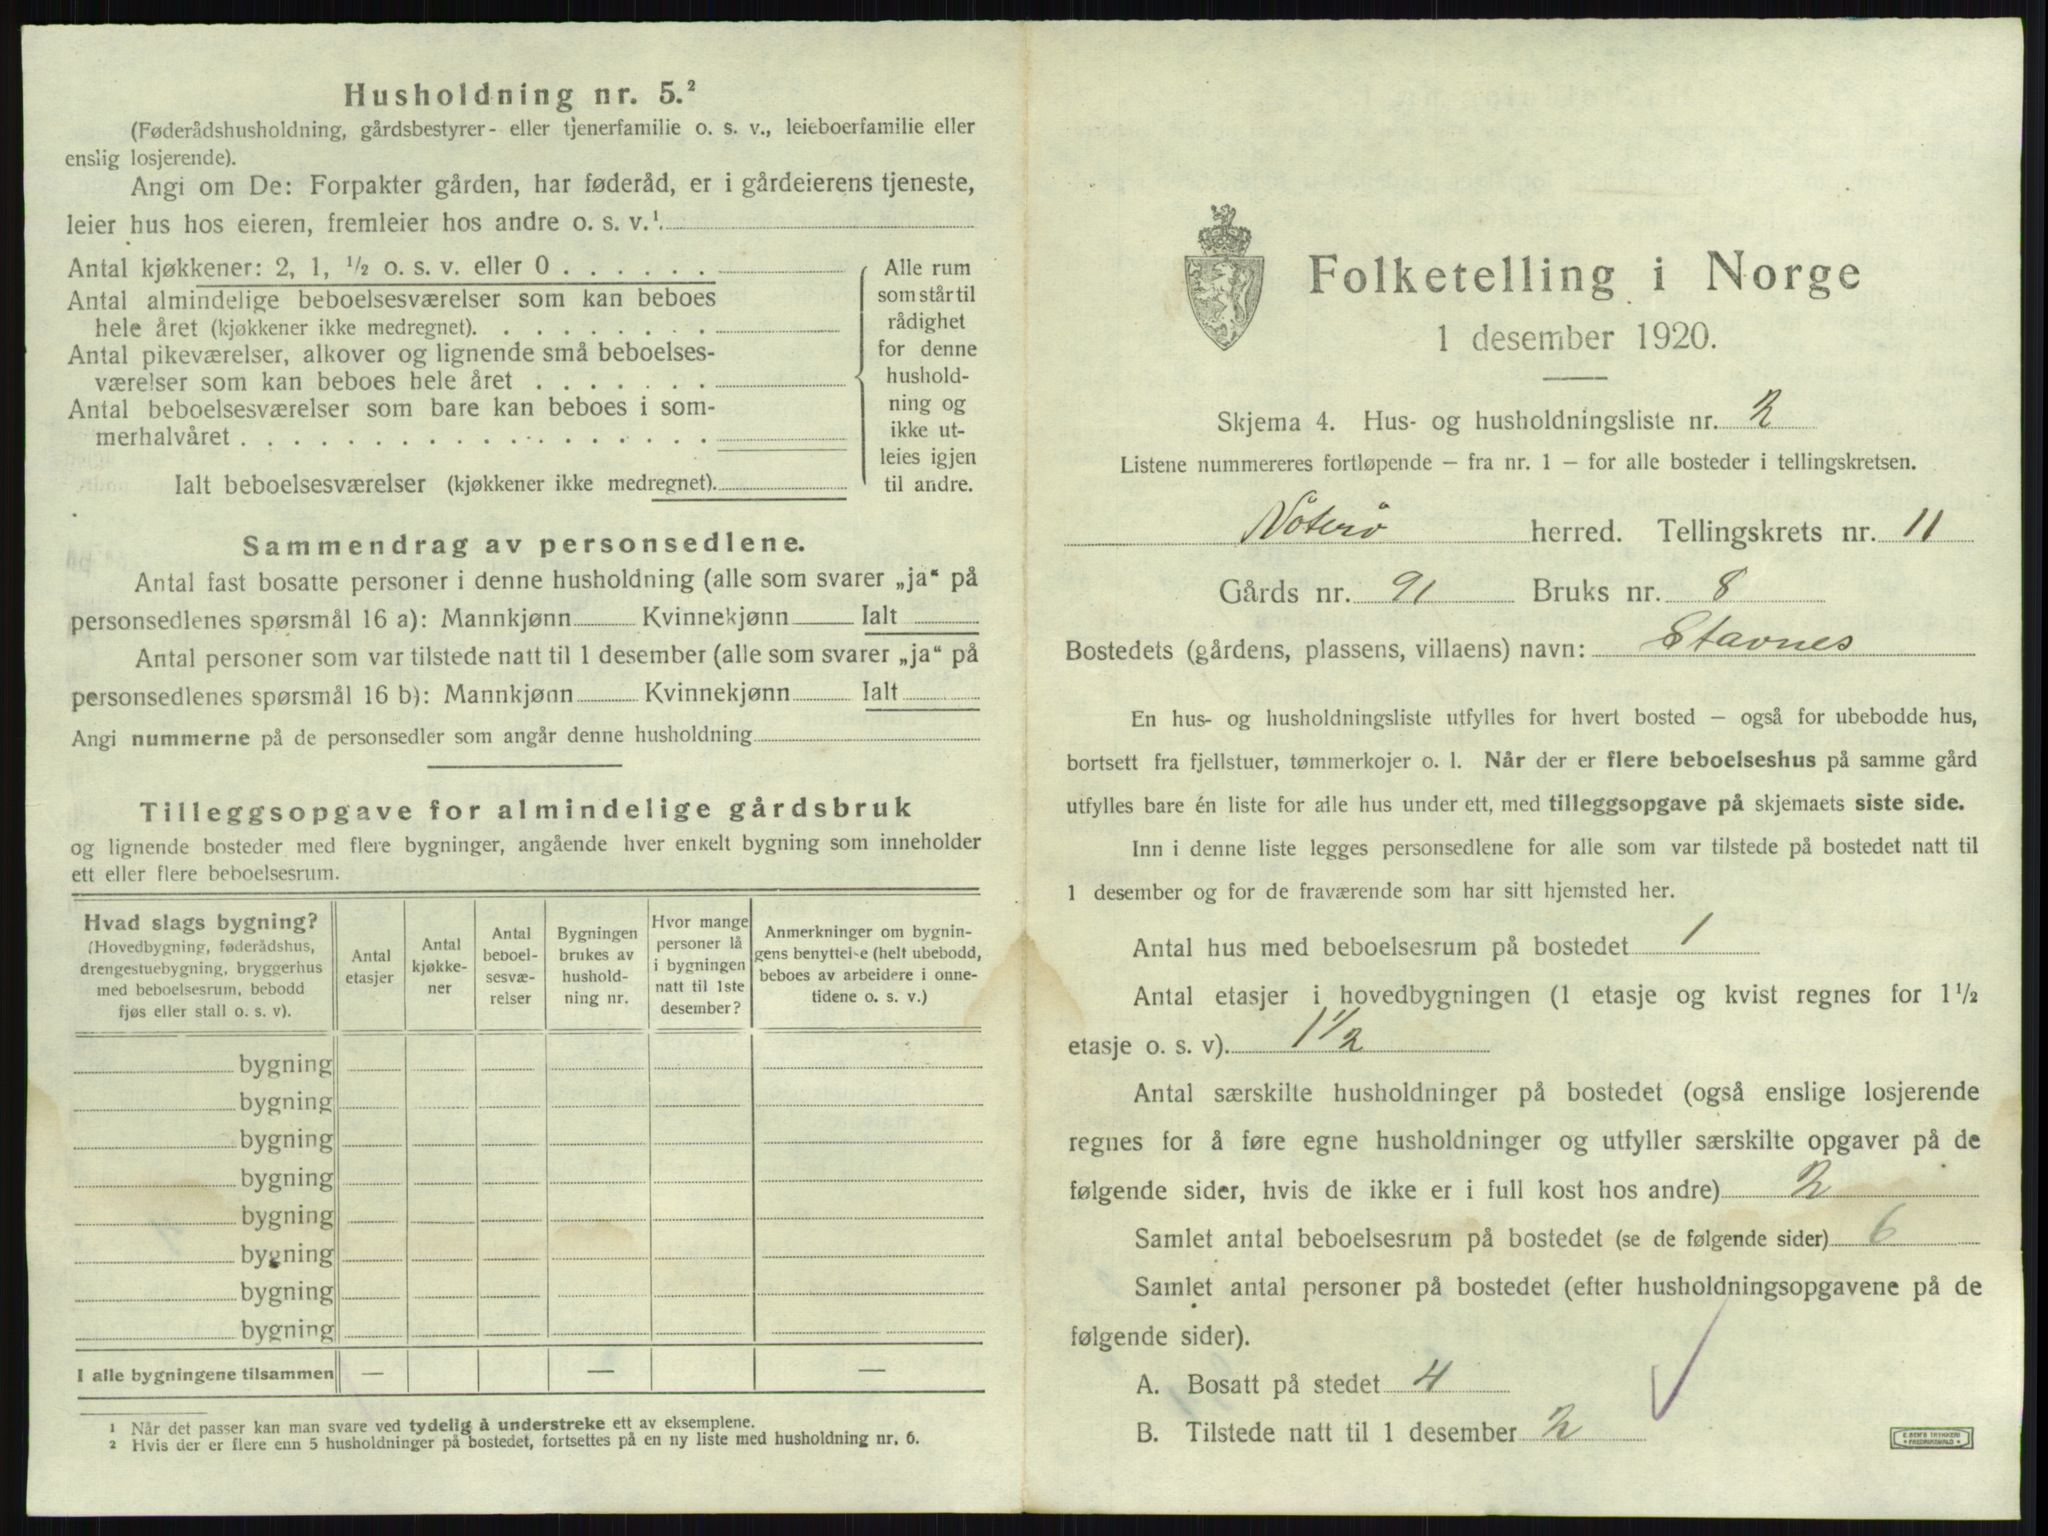 Husholdning nr. 5.²
(Føderådshusholdning, gårdsbestyrer- eller tjenerfamilie o. s. v., leieboerfamilie eller
enslig losjerende).
Angi om De: Forpakter gården, har føderåd, er i gårdeierens tjeneste,
leier hus hos eieren, fremleier hos andre o. s. v.¹
Antal kjøkkener: 2, 1, ½ o. s. v. eller 0 . . . . . .
Antal almindelige beboelsesværelser som kan beboes
hele året (kjøkkener ikke medregnet). . . . . . . . .
Antal pikeværelser, alkover og lignende små beboelses-
værelser som kan beboes hele året . . . . . . .
Antal beboelsesværelser som bare kan beboes i som-
merhalvåret . . . . . . . . . . . . . . . . . .
Ialt beboelsesværelser (kjøkkener ikke medregnet).
Alle rum
som står til
rådighet
for denne
hushold-
ning og
ikke ut-
leies igjen
til andre.
Sammendrag av personsedlene.
Antal fast bosatte personer i denne husholdning (alle som svarer „ja“ på
personsedlenes spørsmål 16 a): Mannkjønn Kvinnekjønn Ialt
Antal personer som var tilstede natt til 1 desember (alle som svarer „ja“ på
personsedlenes spørsmål 16 b): Mannkjønn Kvinnekjønn Ialt
Angi nummerne på de personsedler som angår denne husholdning
Tilleggsopgave for almindelige gårdsbruk
og lignende bosteder med flere bygninger, angående hver enkelt bygning som inneholder
ett eller flere beboelsesrum.
Hvad slags bygning?
(Hovedbygning, føderådshus,
drengestuebygning, bryggerhus
med beboelsesrum, bebodd
fjøs eller stall o. s. v).
Antal
etasjer
Antal
kjøkke-
ner
Antal
beboel-
sesvæ-
relser
Bygningen
brukes av
hushold-
ning nr.
Hvor mange
personer lå
i bygningen
natt til 1ste
desember?
Anmerkninger om bygnin-
gens benyttelse (helt ubebodd,
beboes av arbeidere i onne-
tidene o. s. v.)
bygning
bygning
bygning
bygning
bygning
bygning
bygning
bygning
I alle bygningene tilsammen — — —
¹ Når det passer kan man svare ved tydelig å understreke ett av eksemplene.
² Hvis der er flere enn 5 husholdninger på bostedet, fortsettes på en ny liste med husholdning nr. 6.
Folketelling i Norge
1 desember 1920.
Skjema 4. Hus- og husholdningsliste nr. 2
Listene nummereres fortløpende – fra nr. 1 – for alle bosteder i tellingskretsen.
Nøterø herred. Tellingskrets nr. 11
Gårds nr. 91 Bruks nr. 8
Bostedets (gårdens, plassens, villaens) navn: Stavnes
En hus- og husholdningsliste utfylles for hvert bosted – også for ubebodde hus,
bortsett fra fjellstuer, tømmerkojer o. l. Når der er flere beboelseshus på samme gård
utfylles bare én liste for alle hus under ett, med tilleggsopgave på skjemaets siste side.
Inn i denne liste legges personsedlene for alle som var tilstede på bostedet natt til
1 desember og for de fraværende som har sitt hjemsted her.
Antal hus med beboelsesrum på bostedet 1
Antal etasjer i hovedbygningen (1 etasje og kvist regnes for 1½
etasje o. s. v). 1½
Antal særskilte husholdninger på bostedet (også enslige losjerende
regnes for å føre egne husholdninger og utfyller særskilte opgaver på de
følgende sider, hvis de ikke er i full kost hos andre) 2
Samlet antal beboelsesrum på bostedet (se de følgende sider) 6
Samlet antal personer på bostedet (efter husholdningsopgavene på de
følgende sider).
A. Bosatt på stedet 4
B. Tilstede natt til 1 desember 2